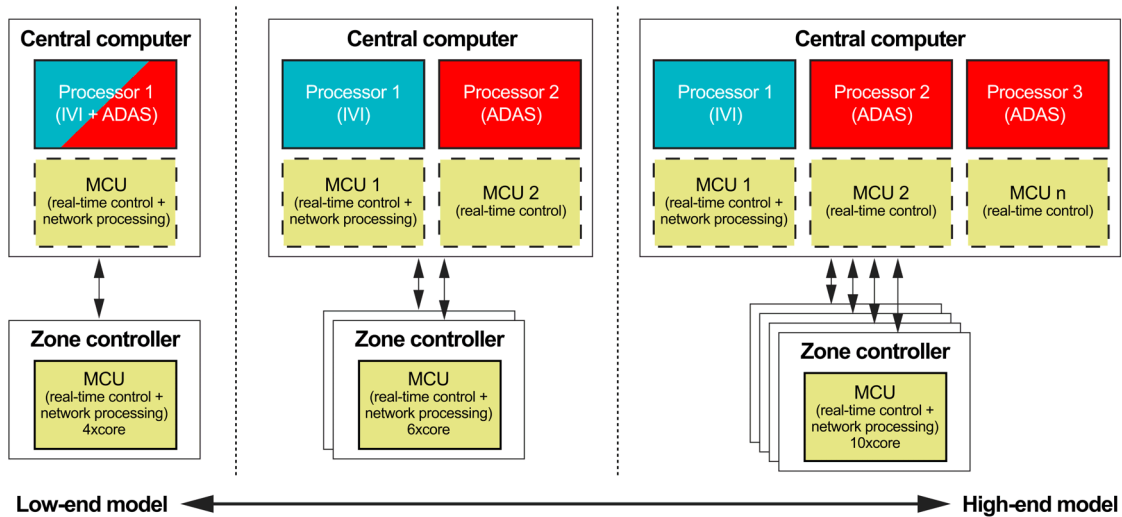 Central computer
Processor 1
(IVI + ADAS)
MCU
(real-time control +
network processing)
Zone controller
MCU
(real-time control +
network processing)
4xcore
Central computer
Processor 1
(IVI)
Processor 2
(ADAS)
MCU 1
(real-time control +
network processing)
MCU 2
(real-time control)
Zone controller
MCU
(real-time control +
network processing)
6xcore
Central computer
Processor 1
(IVI)
Processor 2
(ADAS)
Processor 3
(ADAS)
MCU 1
(real-time control +
network processing)
MCU 2
(real-time control)
MCU n
(real-time control)
Zone controller
MCU
(real-time control +
network processing)
10xcore
Low-end model
High-end model